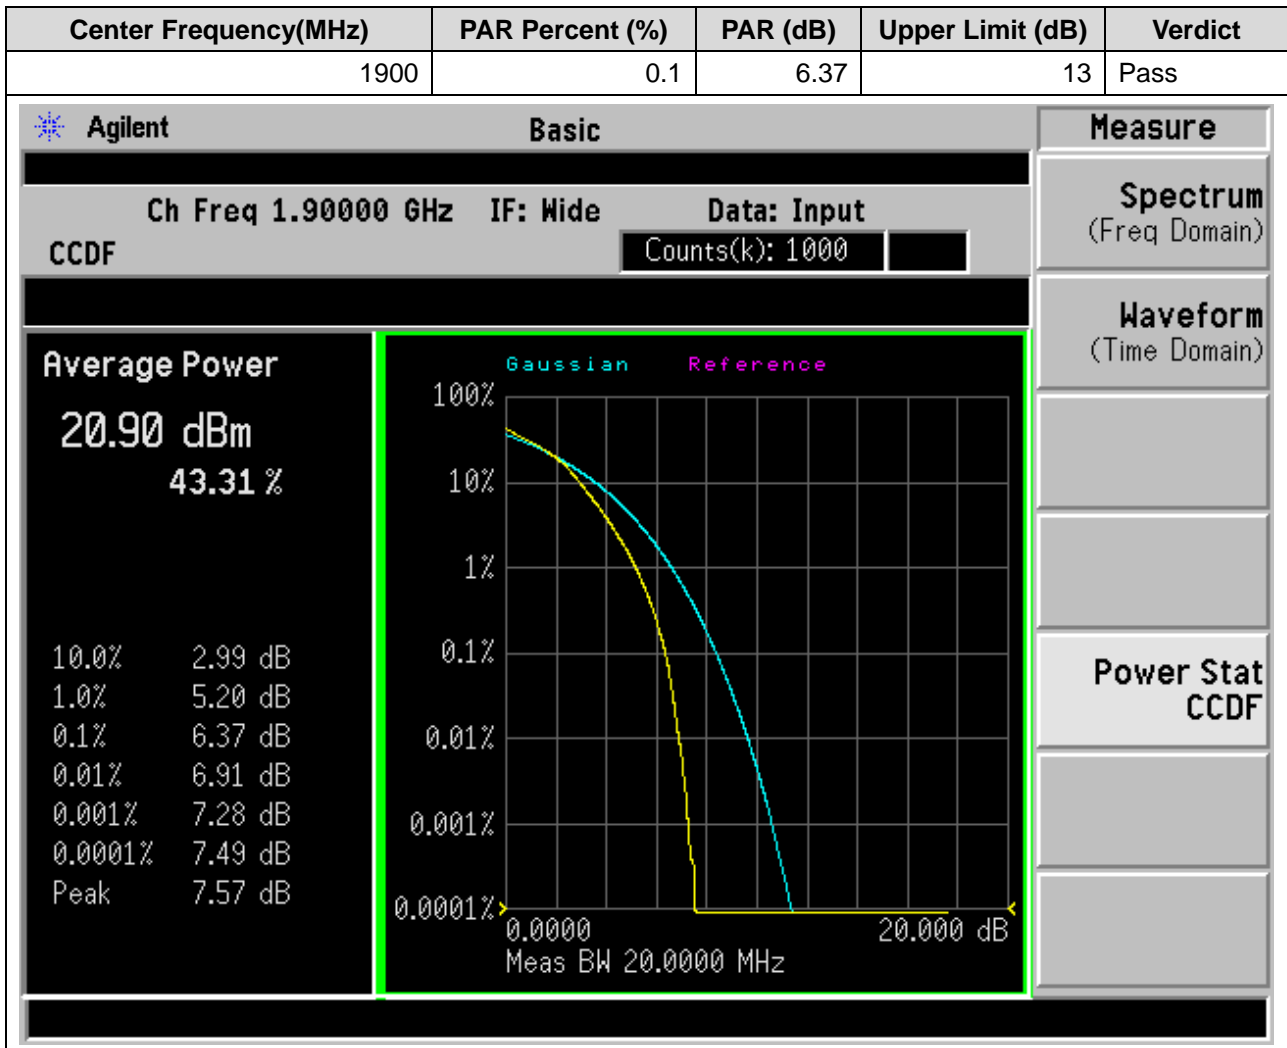 Center Frequency(MHz) PAR Percent (%) PAR (dB) Upper Limit (dB) Verdict
1900 0.1 6.37 13 Pass
Agilent Basic Measure
Ch Freq 1.90000 GHz IF: Wide Data: Input
CCDF Counts(k): 1000
Spectrum
(Freq Domain)
Waveform
(Time Domain)
Power Stat
CCDF
Average Power
20.90 dBm
43.31 %
10.0% 2.99 dB
1.0% 5.20 dB
0.1% 6.37 dB
0.01% 6.91 dB
0.001% 7.28 dB
0.0001% 7.49 dB
Peak 7.57 dB
Gaussian Reference
100%
10%
1%
0.1%
0.01%
0.001%
0.0001%
0.0000 20.000 dB
Meas BW 20.0000 MHz